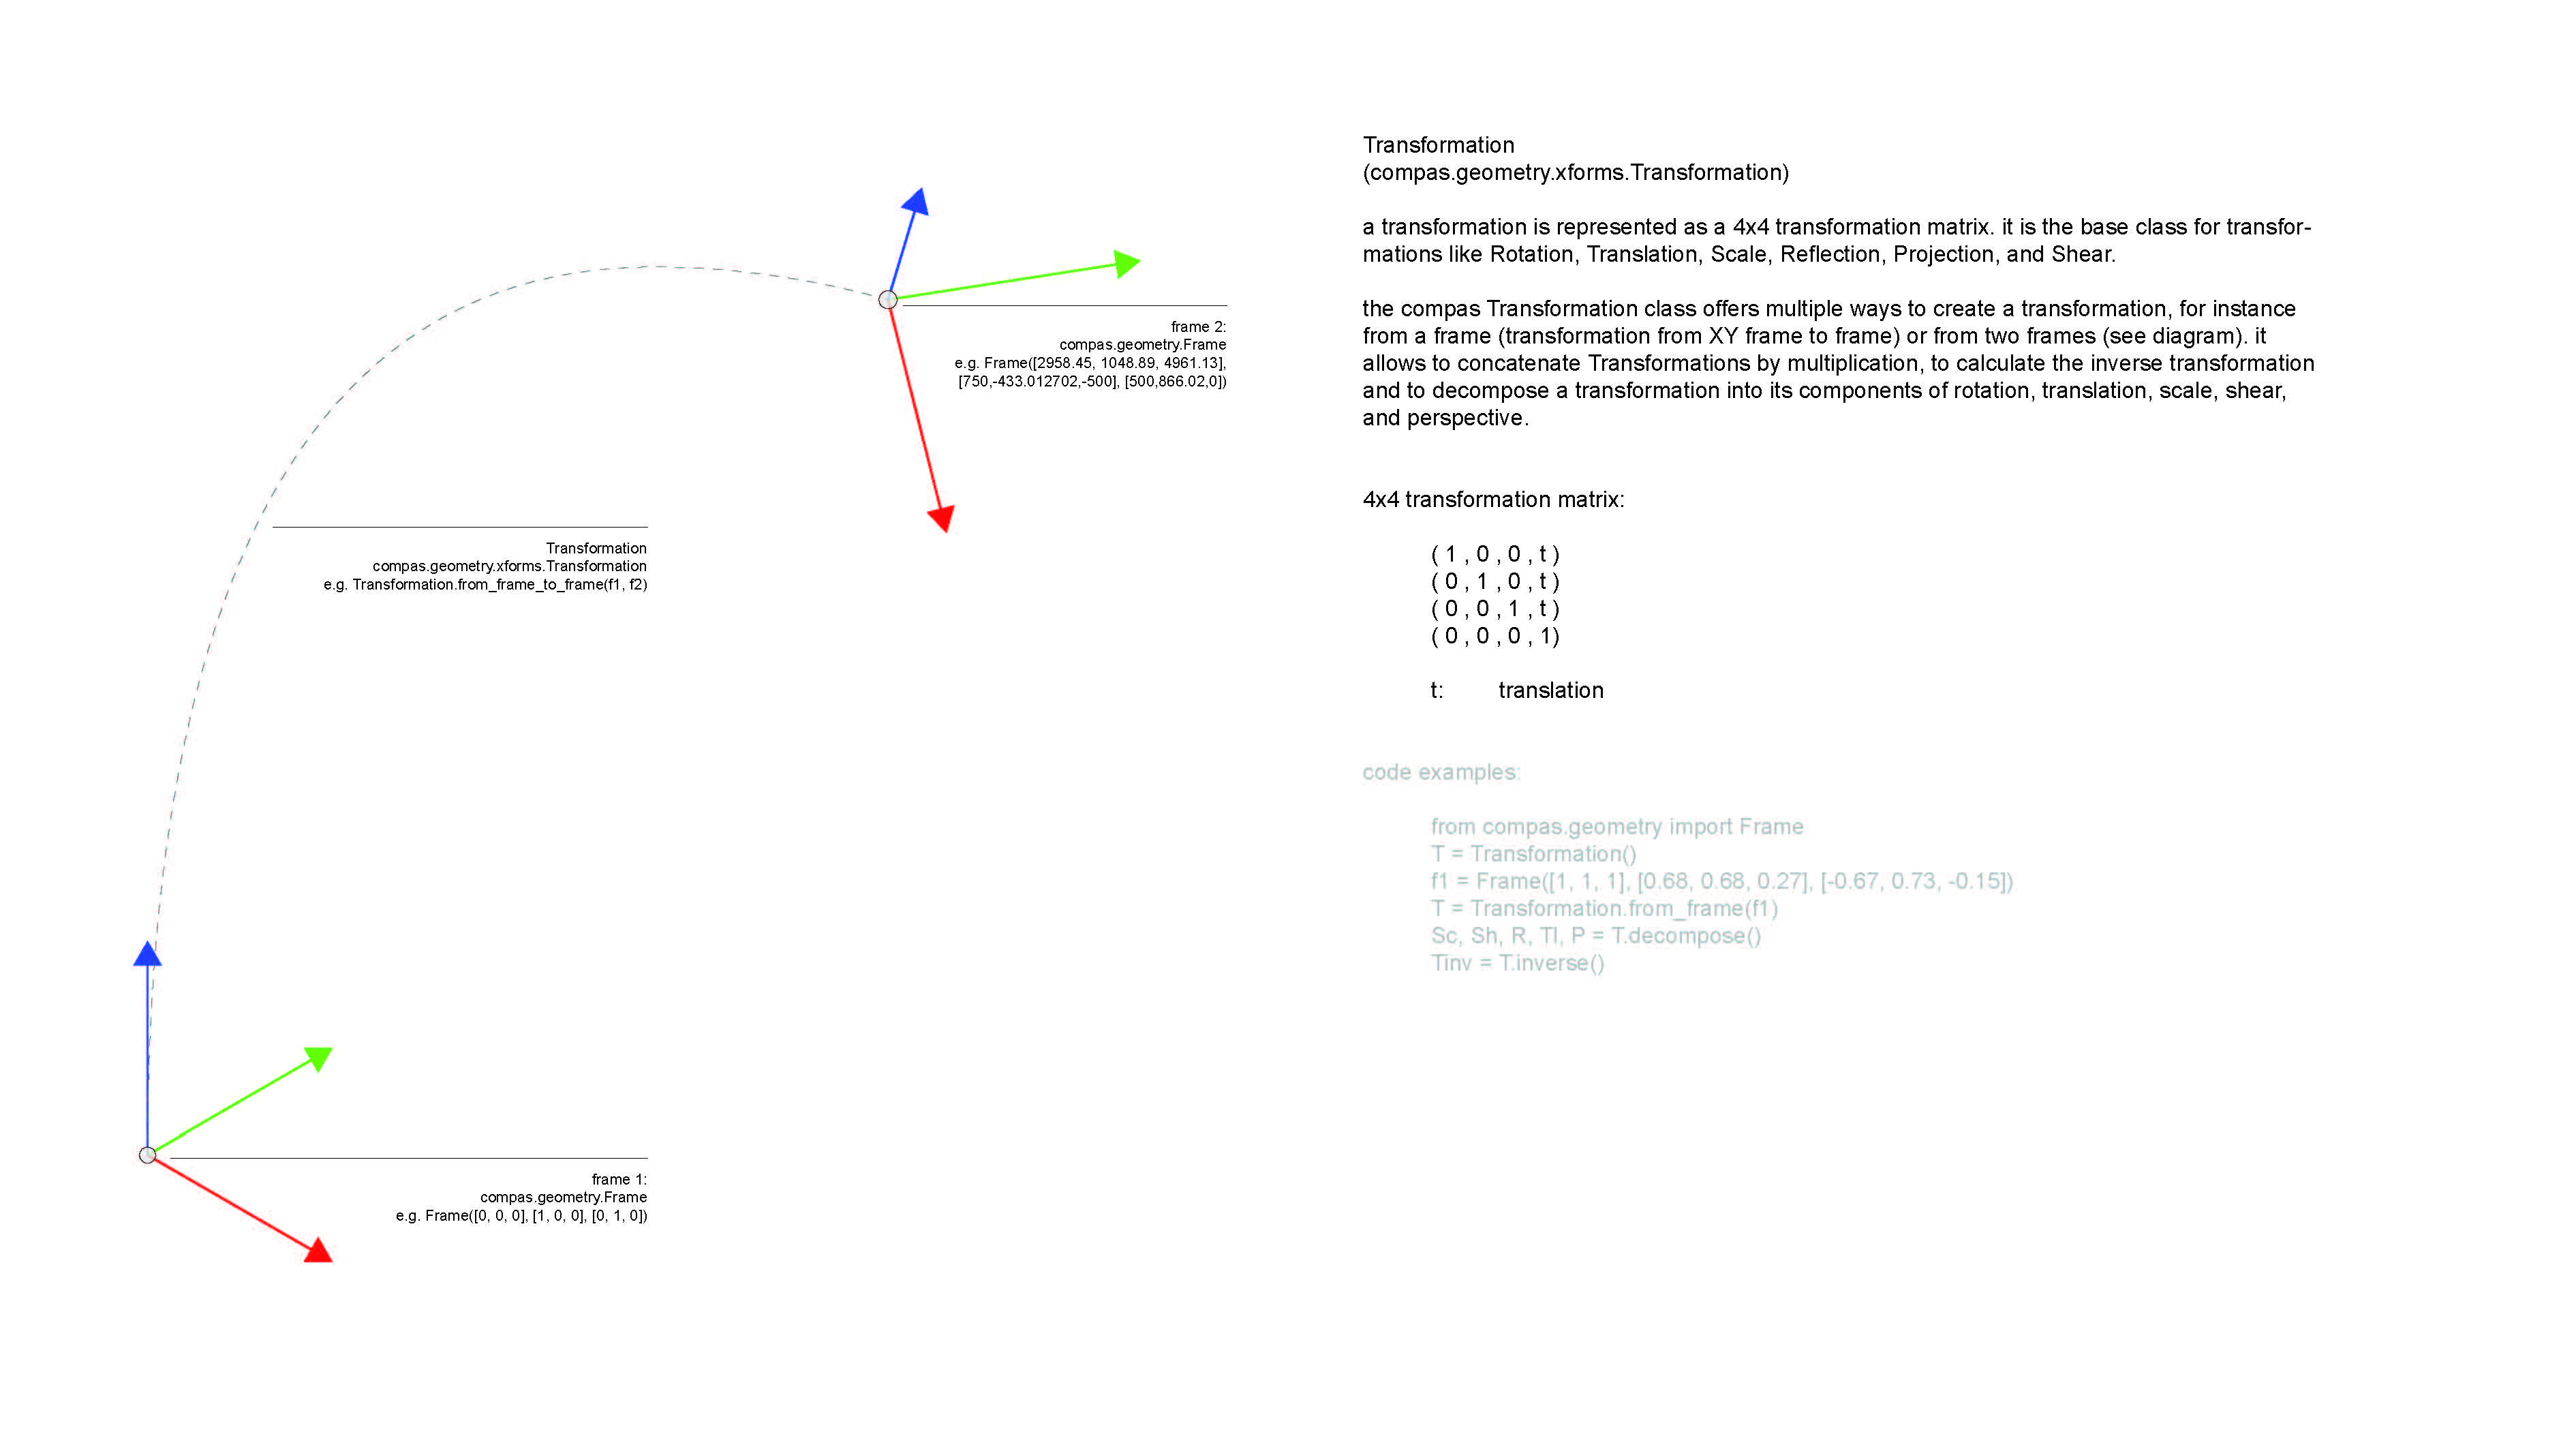 frame 2:
compas.geometry.Frame
e.g. Frame([2958.45, 1048.89, 4961.13],
[750,-433.012702,-500], [500,866.02,0])
Transformation
compas.geometry.xforms.Transformation
e.g. Transformation.from_frame_to_frame(f1, f2)
frame 1:
compas.geometry.Frame
e.g. Frame([0, 0, 0], [1, 0, 0], [0, 1, 0])
Transformation
(compas.geometry.xforms.Transformation)
a transformation is represented as a 4x4 transformation matrix. it is the base class for transfor-
mations like Rotation, Translation, Scale, Reflection, Projection, and Shear.
the compas Transformation class offers multiple ways to create a transformation, for instance
from a frame (transformation from XY frame to frame) or from two frames (see diagram). it
allows to concatenate Transformations by multiplication, to calculate the inverse transformation
and to decompose a transformation into its components of rotation, translation, scale, shear,
and perspective.
4x4 transformation matrix:
( 1 , 0 , 0 , t )
( 0 , 1 , 0 , t )
( 0 , 0 , 1 , t )
( 0 , 0 , 0 , 1)
t: translation
code examples:
from compas.geometry import Frame
T = Transformation()
f1 = Frame([1, 1, 1], [0.68, 0.68, 0.27], [-0.67, 0.73, -0.15])
T = Transformation.from_frame(f1)
Sc, Sh, R, Tl, P = T.decompose()
Tinv = T.inverse()